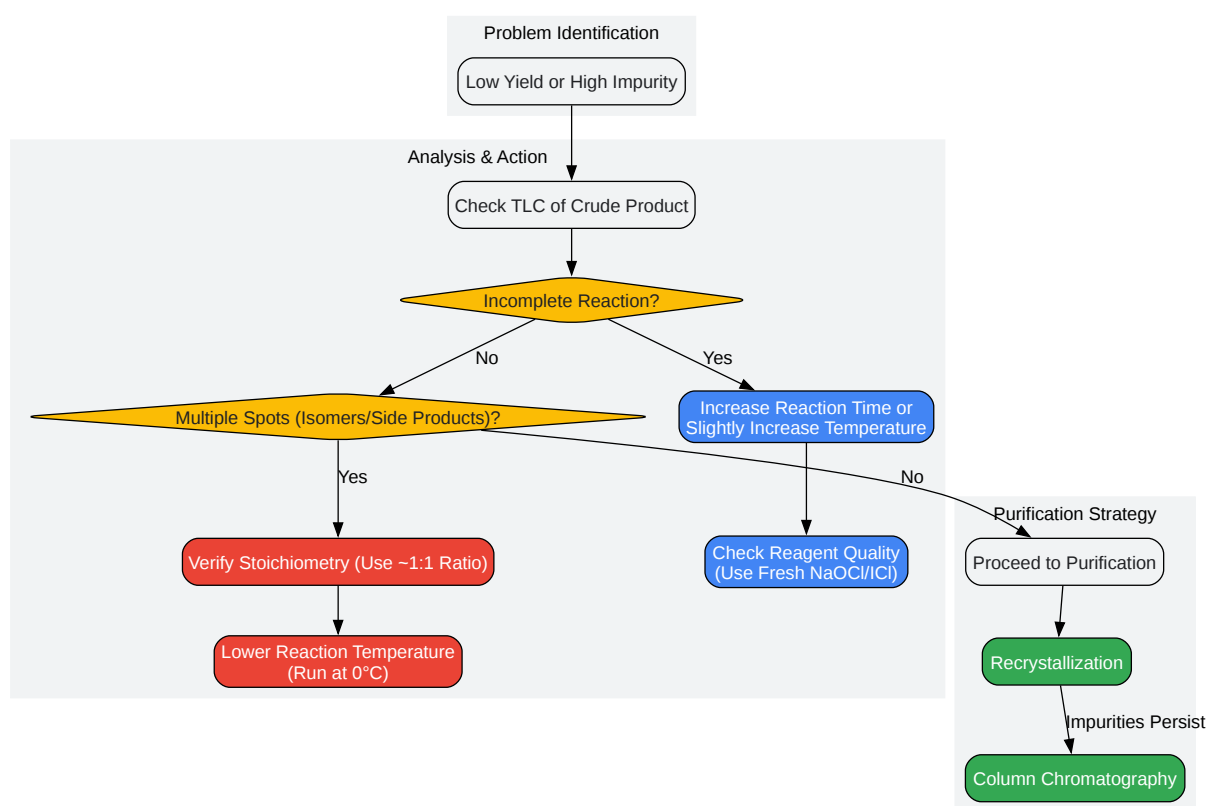 Problem Identification
Low Yield or High Impurity
Analysis & Action
Check TLC of Crude Product
Incomplete Reaction?
No
Yes
Multiple Spots (Isomers/Side Products)?
Increase Reaction Time or
Slightly Increase Temperature
Yes
No
Purification Strategy
Verify Stoichiometry (Use ~1:1 Ratio)
Check Reagent Quality
(Use Fresh NaOCl/ICl)
Proceed to Purification
Lower Reaction Temperature
(Run at 0°C)
Recrystallization
Impurities Persist
Column Chromatography